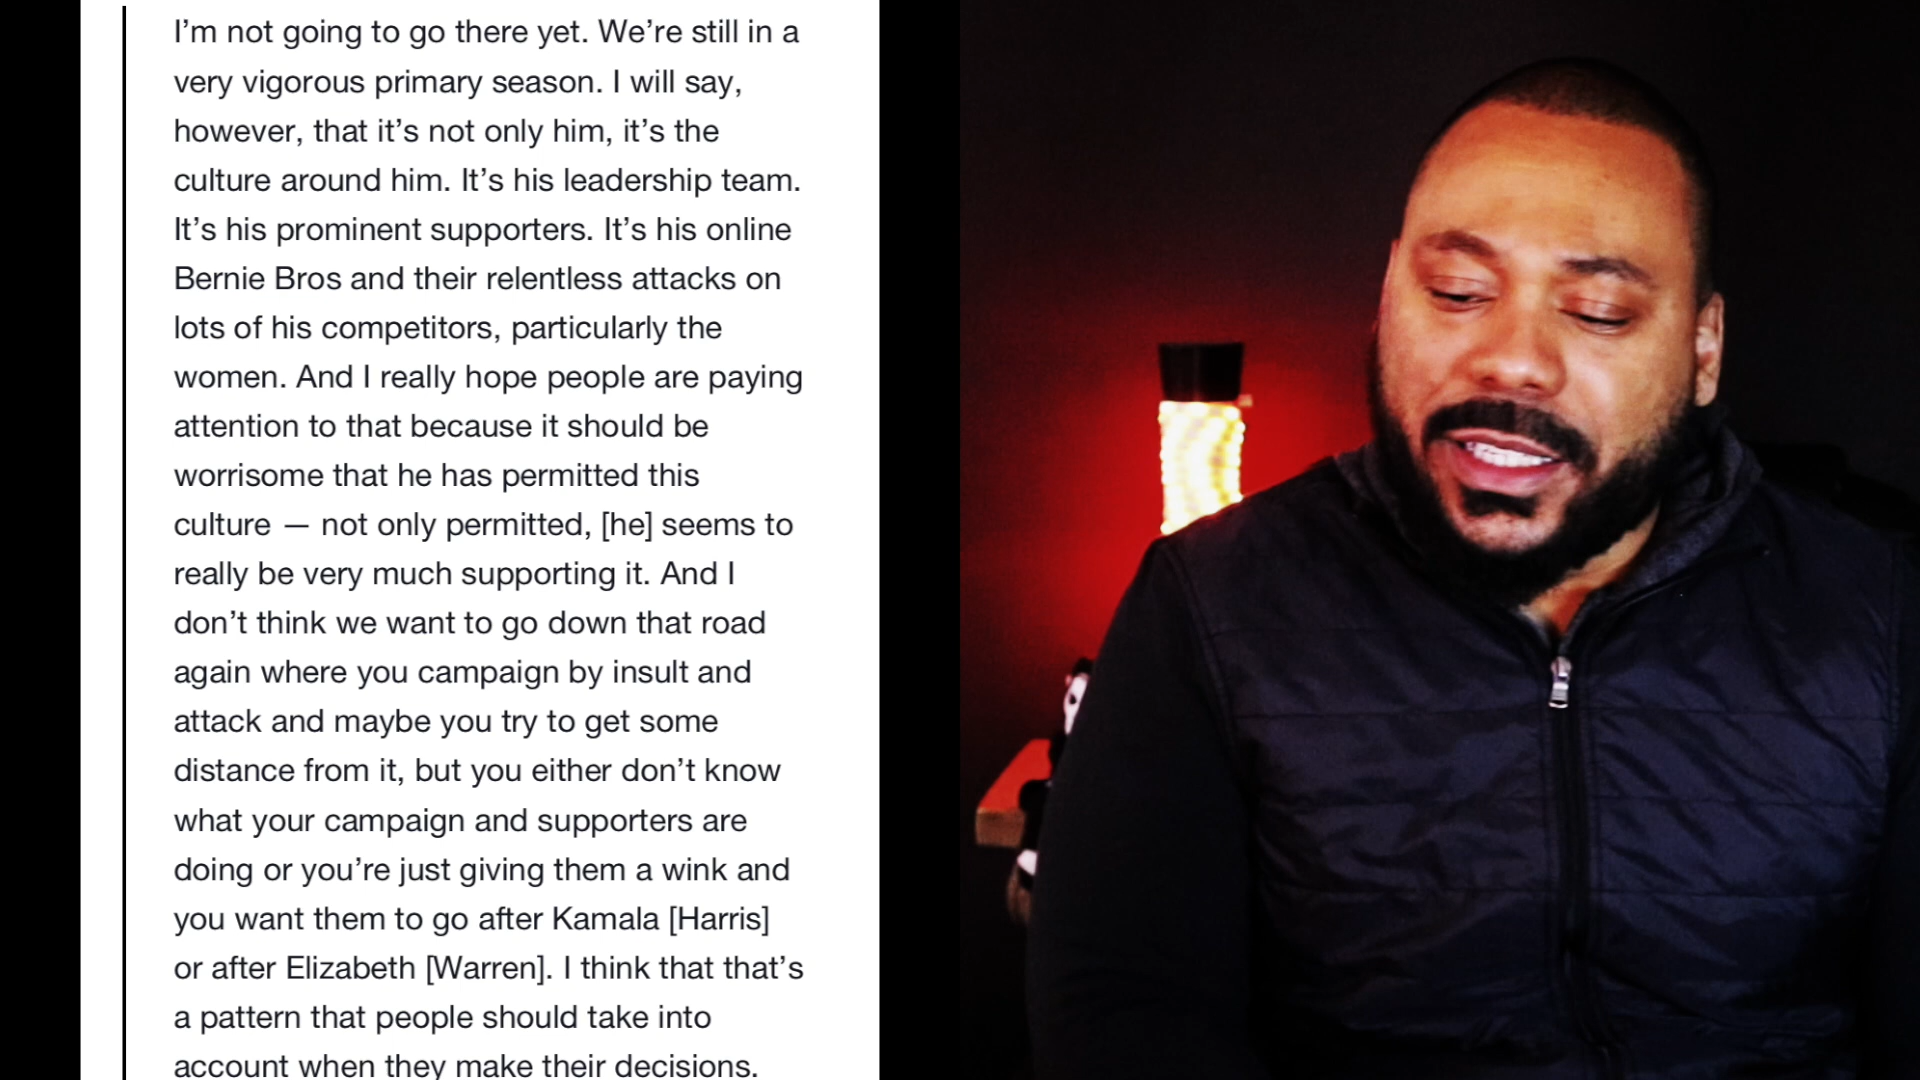 I’m not going to go there yet. We’re still in a
very vigorous primary season. I will say,
however, that it’s not only him, it’s the
culture around him. It’s his leadership team.
It’s his prominent supporters. It’s his online
Bernie Bros and their relentless attacks on
lots of his competitors, particularly the
women. And I really hope people are paying
attention to that because it should be
worrisome that he has permitted this
culture — not only permitted, [he] seems to
really be very much supporting it. And I
don’t think we want to go down that road
again where you campaign by insult and
attack and maybe you try to get some
distance from it, but you either don’t know
what your campaign and supporters are
doing or you’re just giving them a wink and
you want them to go after Kamala [Harris]
or after Elizabeth [Warren]. I think that that’s
a pattern that people should take into
account when they make their decisions.